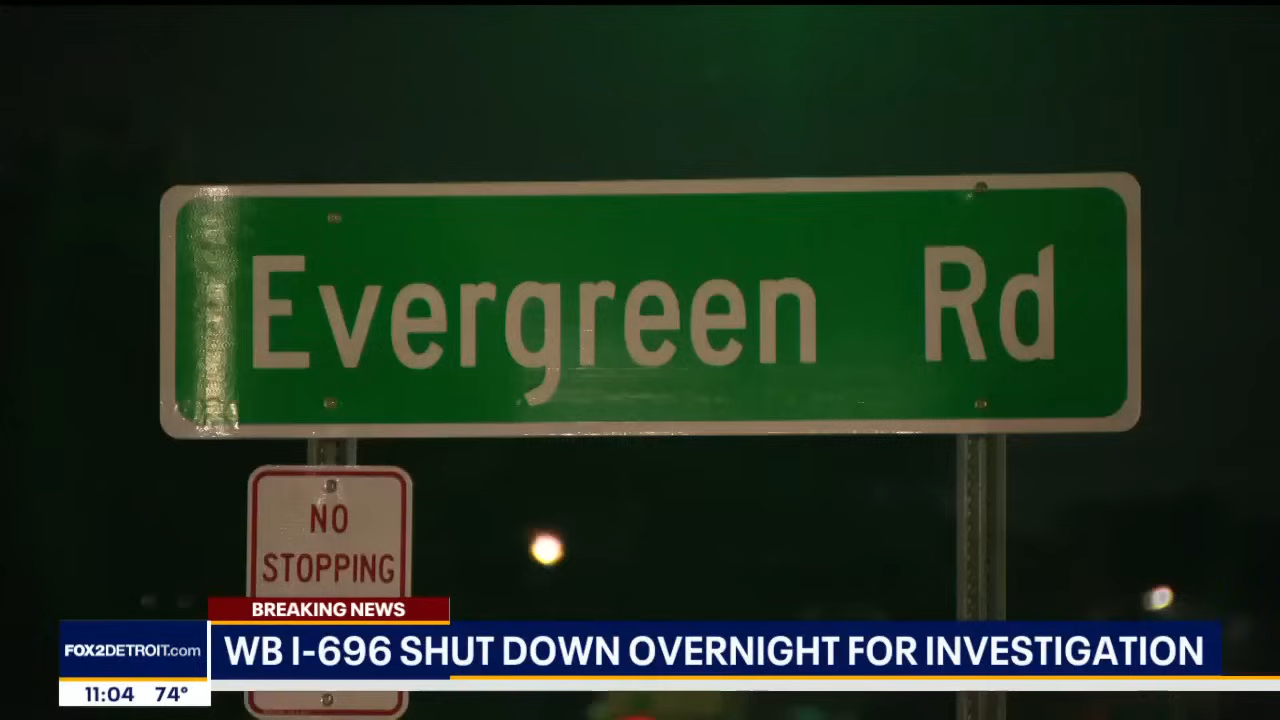 Evergreen Rd
NO
STOPPING
BREAKING NEWS
WB I-696 SHUT DOWN OVERNIGHT FOR INVESTIGATION
FOX2DETROIT.com
11:04 74°